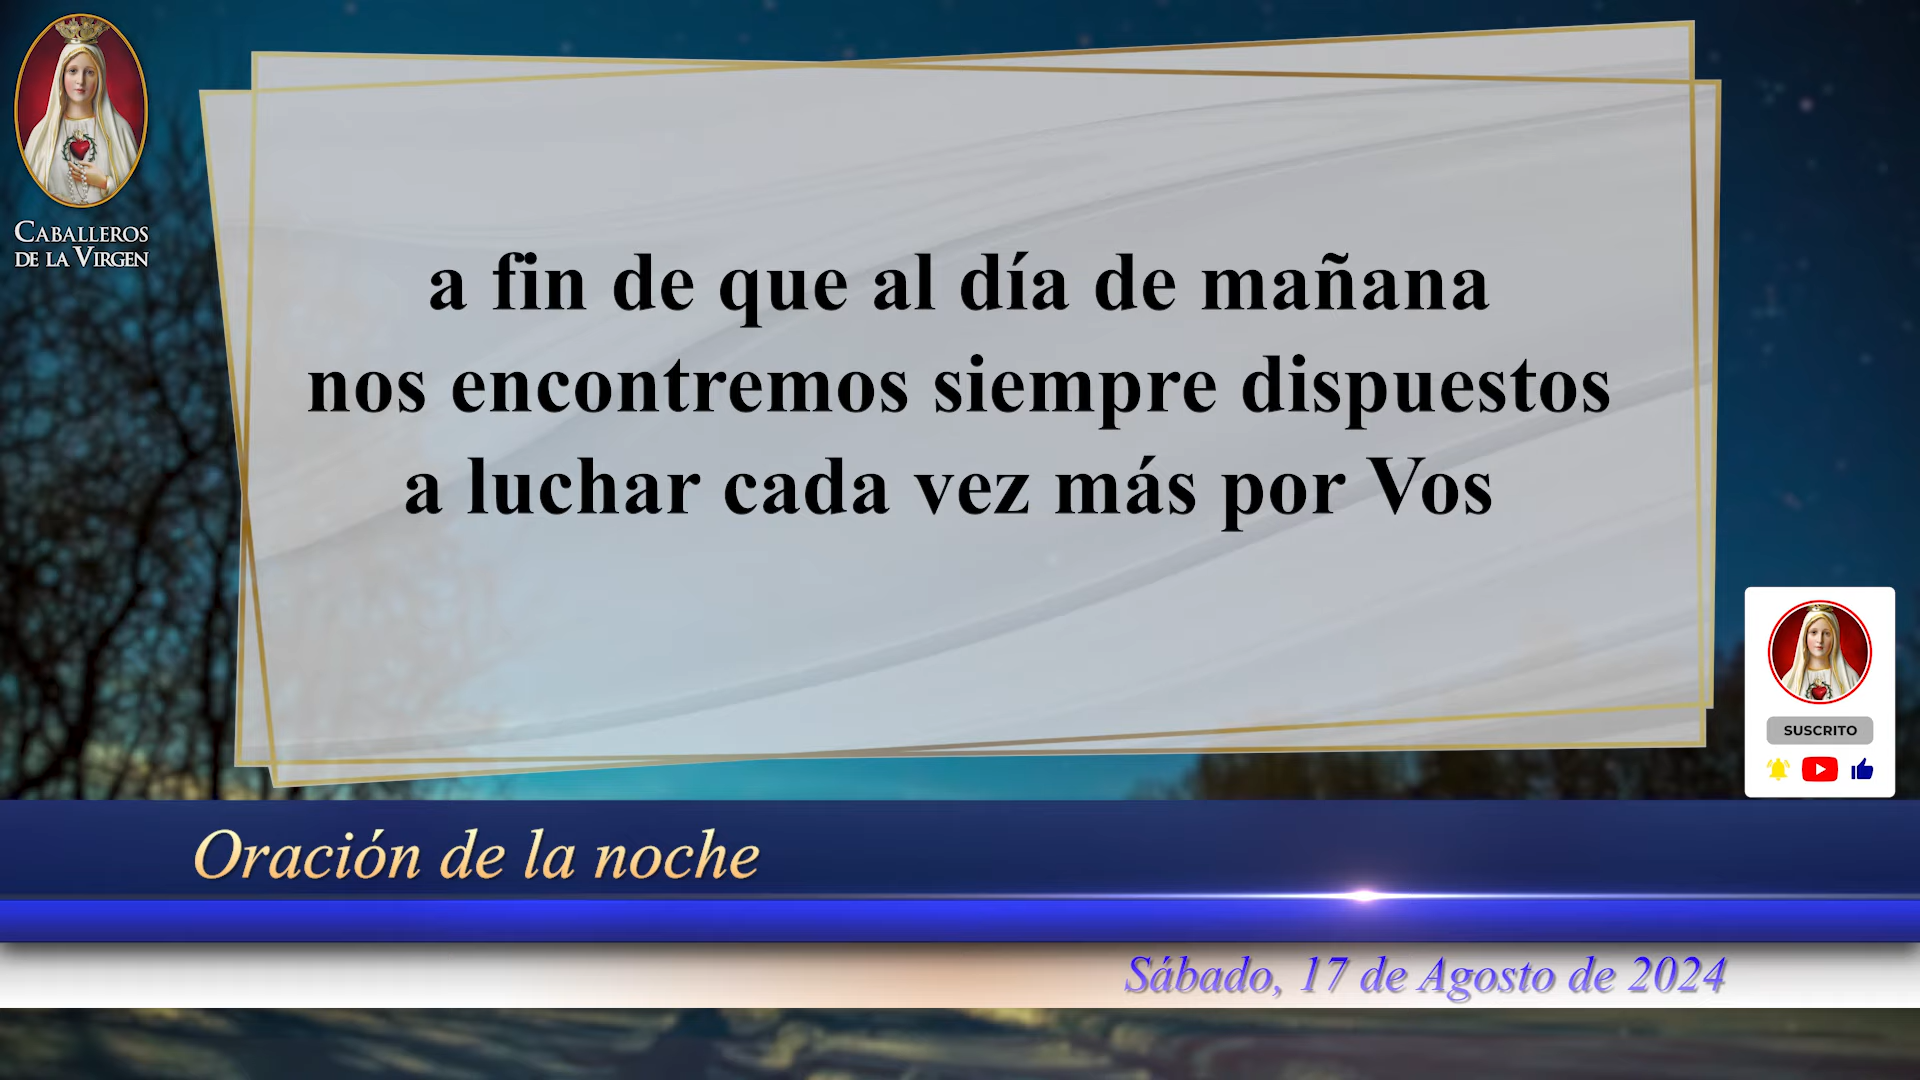 CABALLEROS
DE LA VIRGEN
a fin de que al día de mañana
nos encontremos siempre dispuestos
a luchar cada vez más por Vos
SUSCRITO
Oración de la noche
Sábado, 17 de Agosto de 2024